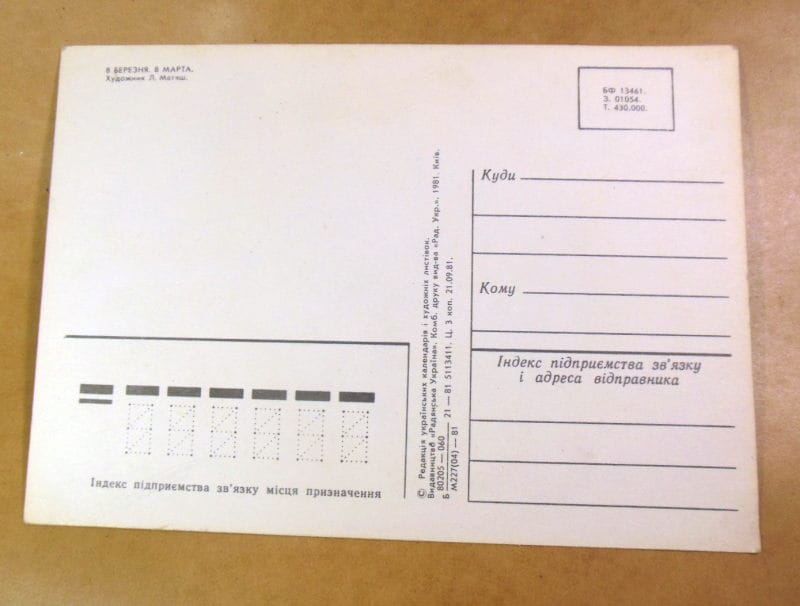 8 БЕРЕЗНЯ. 8 МАРТА.
Художник Л. Матяш.
БФ 13461.
З. 01054.
Т. 430.000.
Куди
Кому
Індекс підприємства зв'язку
і адреса відправника
© Редакція українських календарів і художніх листівок.
Видавництво «Радянська Україна». Комб. друку вид-ва «Рад. Укр.», 1981. Київ.
Б 80205 — 060 21 — 81 5113411. Ц. 3 коп. 21.09.81.
М227(04) — 81
Індекс підприємства зв'язку місця призначення